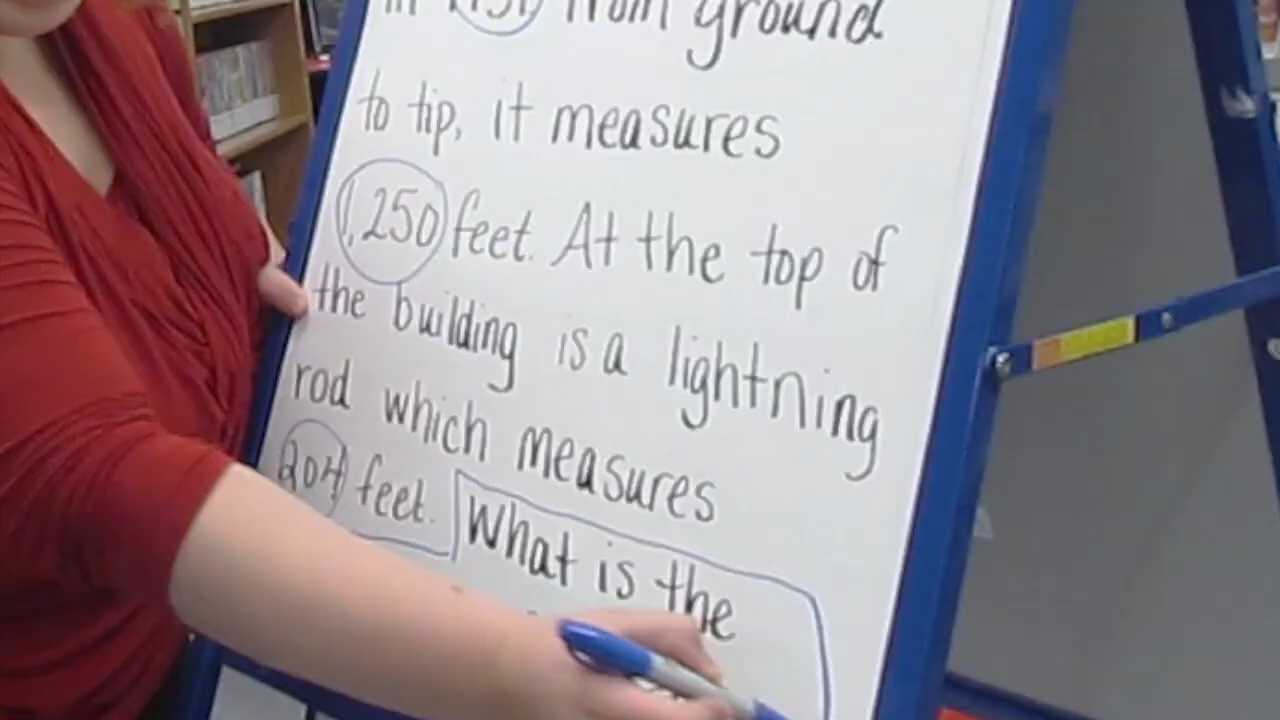 from ground
to tip, it measures
1,250 feet. At the top of
the building is a lightning
rod which measures
204 feet. What is the